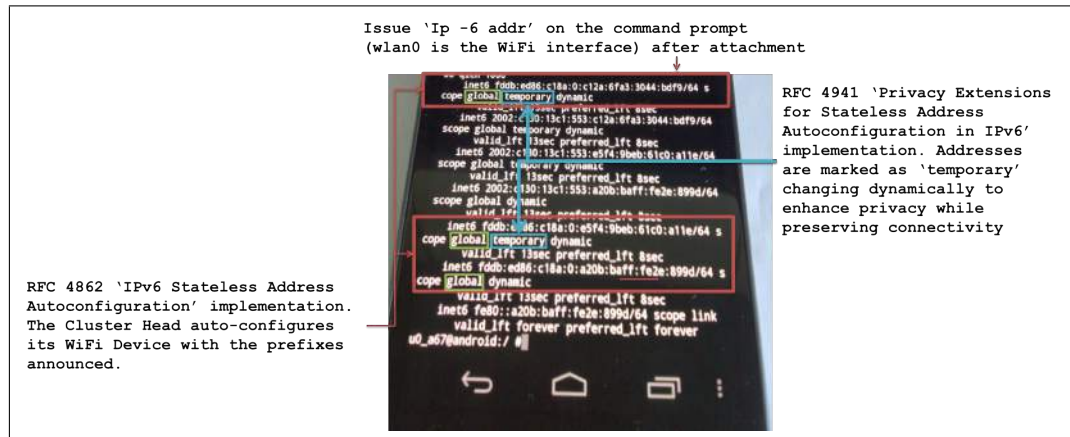 Issue ‘Ip -6 addr’ on the command prompt
(wlan0 is the WiFi interface) after attachment
inet6 fddb:ed86:c18a:0:c12a:6fa3:3044:bdf9/64 s
cope global temporary dynamic
valid_lft 13sec preferred_lft 8sec
inet6 2002:c130:13c1:553:c12a:6fa3:3044:bdf9/64
scope global temporary dynamic
valid_lft 13sec preferred_lft 8sec
inet6 2002:c130:13c1:553:e5f4:9beb:61c0:a11e/64
scope global temporary dynamic
valid_lft 13sec preferred_lft 8sec
inet6 2002:c130:13c1:553:a20b:baff:fe2e:899d/64
scope global dynamic
valid_lft 13sec preferred_lft 8sec
inet6 fddb:ed86:c18a:0:e5f4:9beb:61c0:a11e/64 s
cope global temporary dynamic
valid_lft 13sec preferred_lft 8sec
inet6 fddb:ed86:c18a:0:a20b:baff:fe2e:899d/64 s
cope global dynamic
valid_lft 13sec preferred_lft 8sec
inet6 fe80::a20b:baff:fe2e:899d/64 scope link
valid_lft forever preferred_lft forever
u0_a67@android:/ #
RFC 4941 ‘Privacy Extensions
for Stateless Address
Autoconfiguration in IPv6’
implementation. Addresses
are marked as ‘temporary’
changing dynamically to
enhance privacy while
preserving connectivity
RFC 4862 ‘IPv6 Stateless Address
Autoconfiguration’ implementation.
The Cluster Head auto-configures
its WiFi Device with the prefixes
announced.